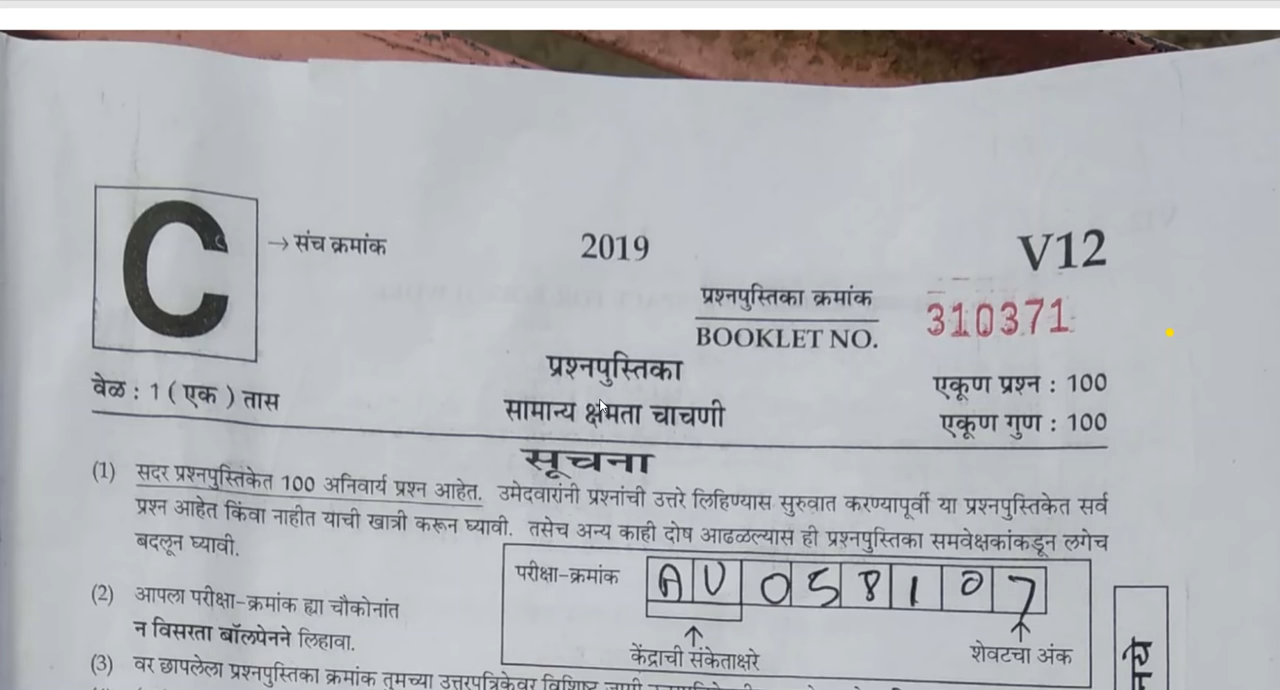 C → संच क्रमांक 2019 V12
प्रश्नपुस्तिका क्रमांक
BOOKLET NO. 310371
प्रश्नपुस्तिका
वेळ : 1 ( एक ) तास एकूण प्रश्न : 100
सामान्य क्षमता चाचणी एकूण गुण : 100
सूचना
(1) सदर प्रश्नपुस्तिकेत 100 अनिवार्य प्रश्न आहेत. उमेदवारांनी प्रश्नांची उत्तरे लिहिण्यास सुरुवात करण्यापूर्वी या प्रश्नपुस्तिकेत सर्व
प्रश्न आहेत किंवा नाहीत याची खात्री करून घ्यावी. तसेच अन्य काही दोष आढळल्यास ही प्रश्नपुस्तिका समवेक्षकांकडून लगेच
बदलून घ्यावी.
परीक्षा-क्रमांक A U 0 5 8 1 0 7
(2) आपला परीक्षा-क्रमांक ह्या चौकोनांत
न विसरता बॉलपेनने लिहावा.
↑ ↑
केंद्राची संकेताक्षरे शेवटचा अंक
(3) वर छापलेला प्रश्नपुस्तिका क्रमांक तुमच्या उत्तरपत्रिकेवर विशिष्ट जागी